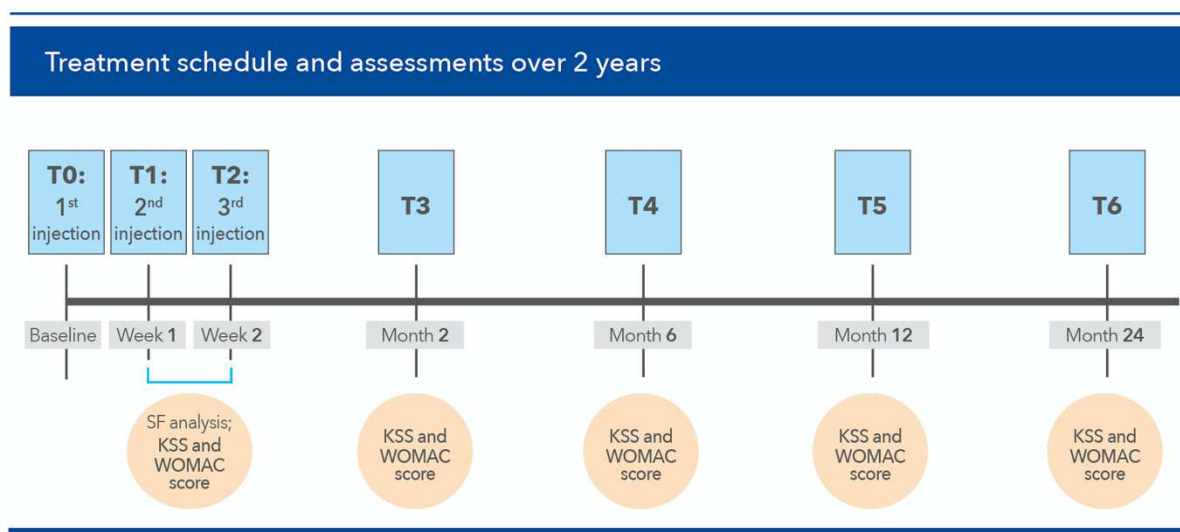 Treatment schedule and assessments over 2 years
T0:
1st
injection
T1:
2nd
injection
T2:
3rd
injection
T3
T4
T5
T6
Baseline
Week 1
Week 2
Month 2
Month 6
Month 12
Month 24
SF analysis;
KSS and
WOMAC
score
KSS and
WOMAC
score
KSS and
WOMAC
score
KSS and
WOMAC
score
KSS and
WOMAC
score